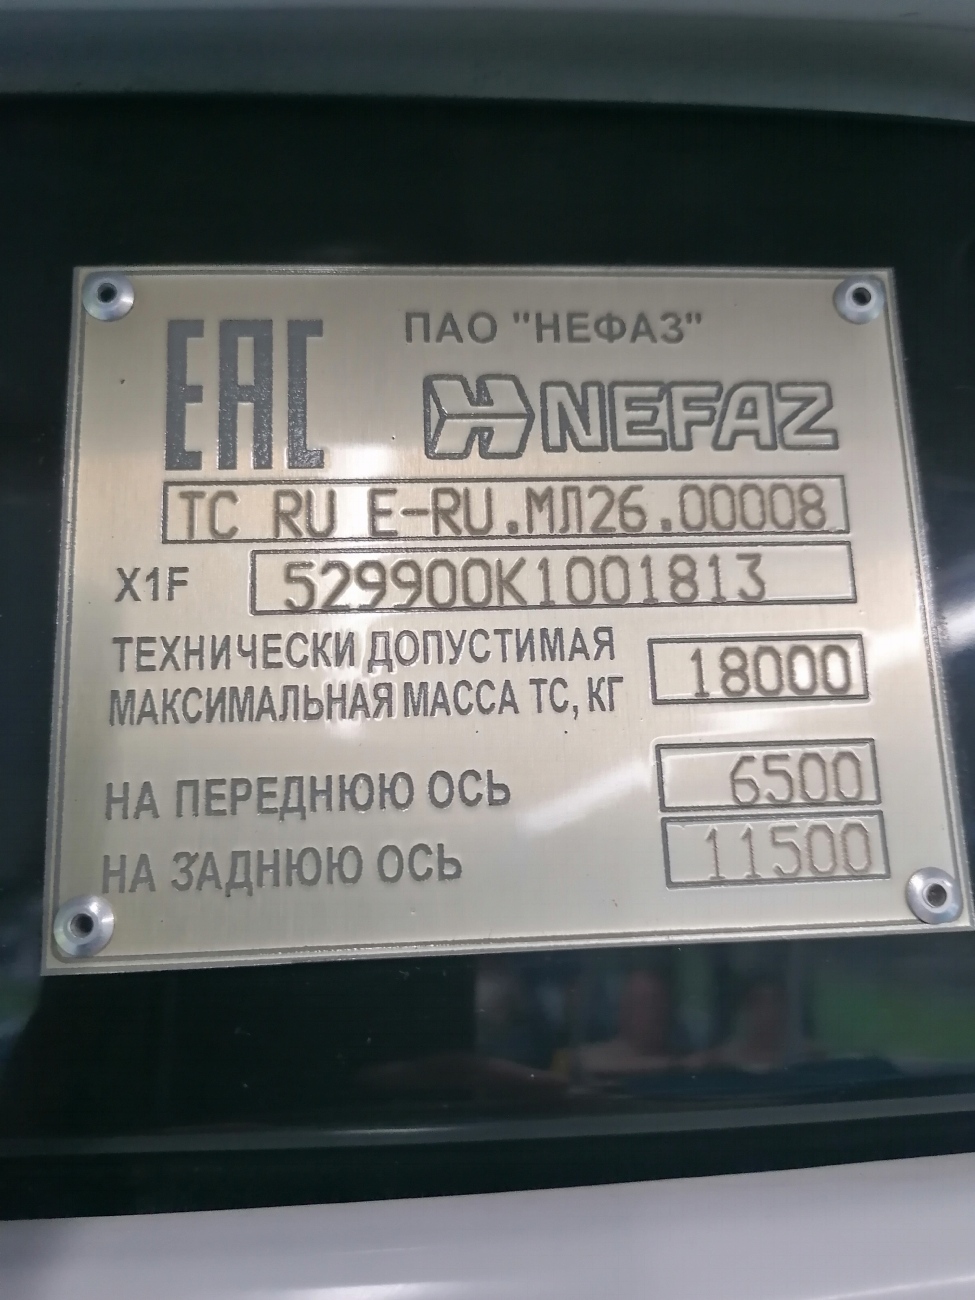 ЕАС
ПАО "НЕФАЗ"
NEFAZ
ТС RU Е-RU.МЛ26.00008
X1F 529900K1001813
ТЕХНИЧЕСКИ ДОПУСТИМАЯ
МАКСИМАЛЬНАЯ МАССА ТС, КГ 18000
НА ПЕРЕДНЮЮ ОСЬ 6500
НА ЗАДНЮЮ ОСЬ 11500